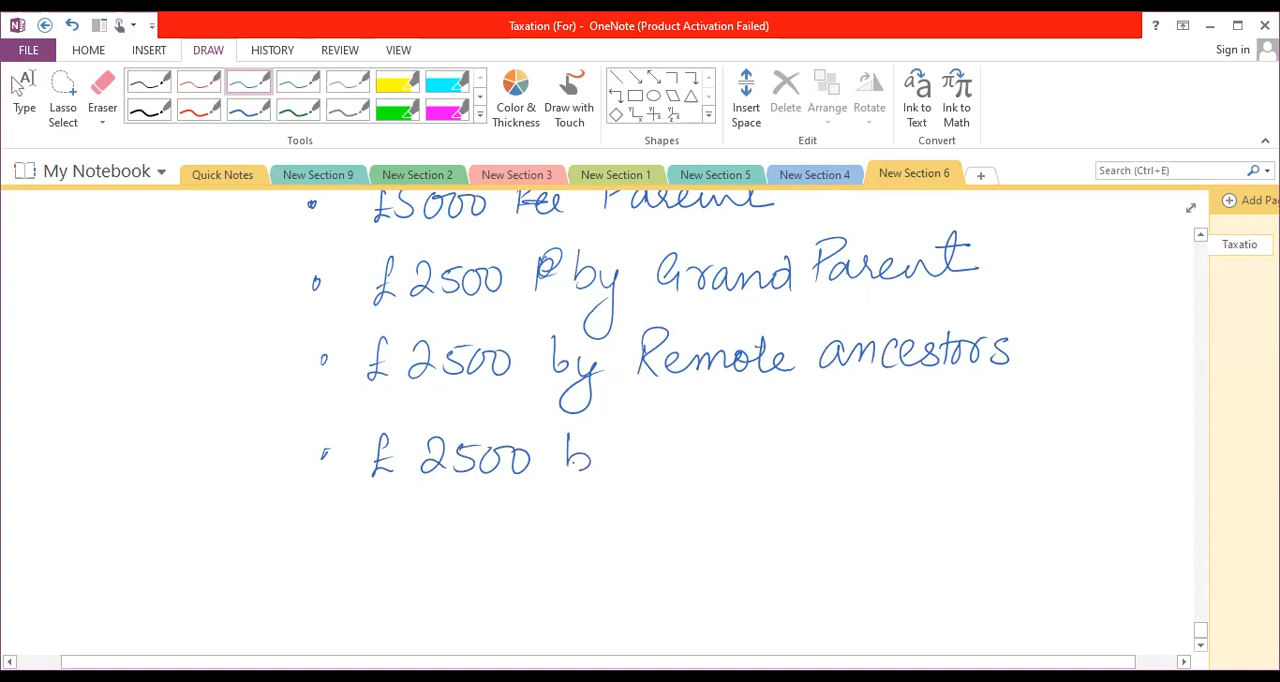 Taxation (For) - OneNote (Product Activation Failed)
?
FILE HOME INSERT DRAW HISTORY REVIEW VIEW
Sign in
Type
Lasso Select
Eraser
Color & Thickness
Draw with Touch
Insert Space
Delete
Arrange
Rotate
Ink to Text
Ink to Math
Tools Shapes Edit Convert
My Notebook Quick Notes New Section 9 New Section 2 New Section 3 New Section 1 New Section 5 New Section 4 New Section 6
Search (Ctrl+E)
Add Pag
Taxatio
• £5000 Parent
• £2500 by Grand Parent
• £2500 by Remote ancestors
• £2500 b